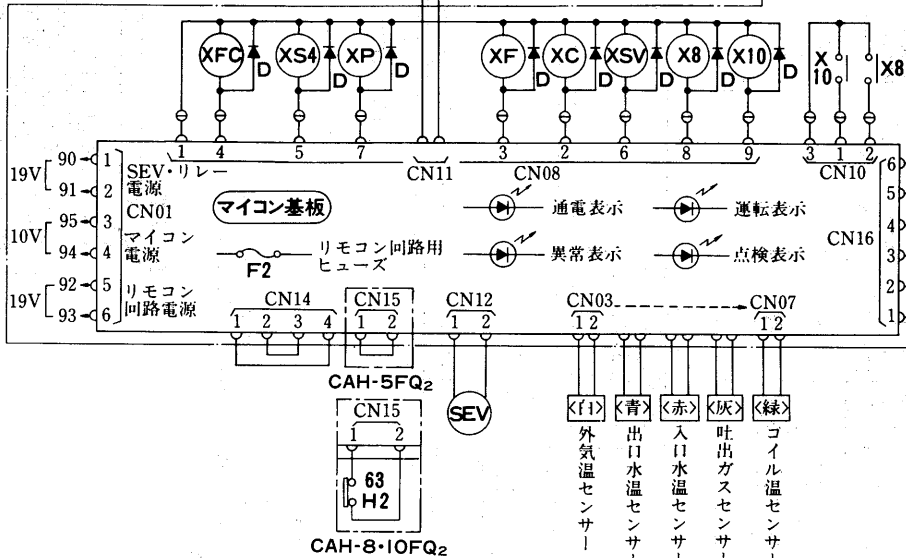 XFC D XS4 XP D XF XC D XSV X8 X10 D X10 X8
1 4 5 7 3 2 6 8 9 3 1 2
CN11 CN08 CN10
19V 90 1 SEV・リレー電源
91 2
CN01
10V 95 3 マイコン電源
94 4
19V 92 5 リモコン回路電源
93 6
マイコン基板
F2 リモコン回路用ヒューズ
通電表示 運転表示
異常表示 点検表示
CN16
6
5
4
3
2
1
CN14 CN15 CN12 CN03 CN07
1 2 3 4 1 2 1 2 1 2 1 2
CAH-5FQ₂
SEV
CN15
1 2
63
H2
CAH-8・10FQ₂
<白> <青> <赤> <灰> <緑>
外気温センサー
出口水温センサー
入口水温センサー
吐出ガスセンサー
コイル温センサー